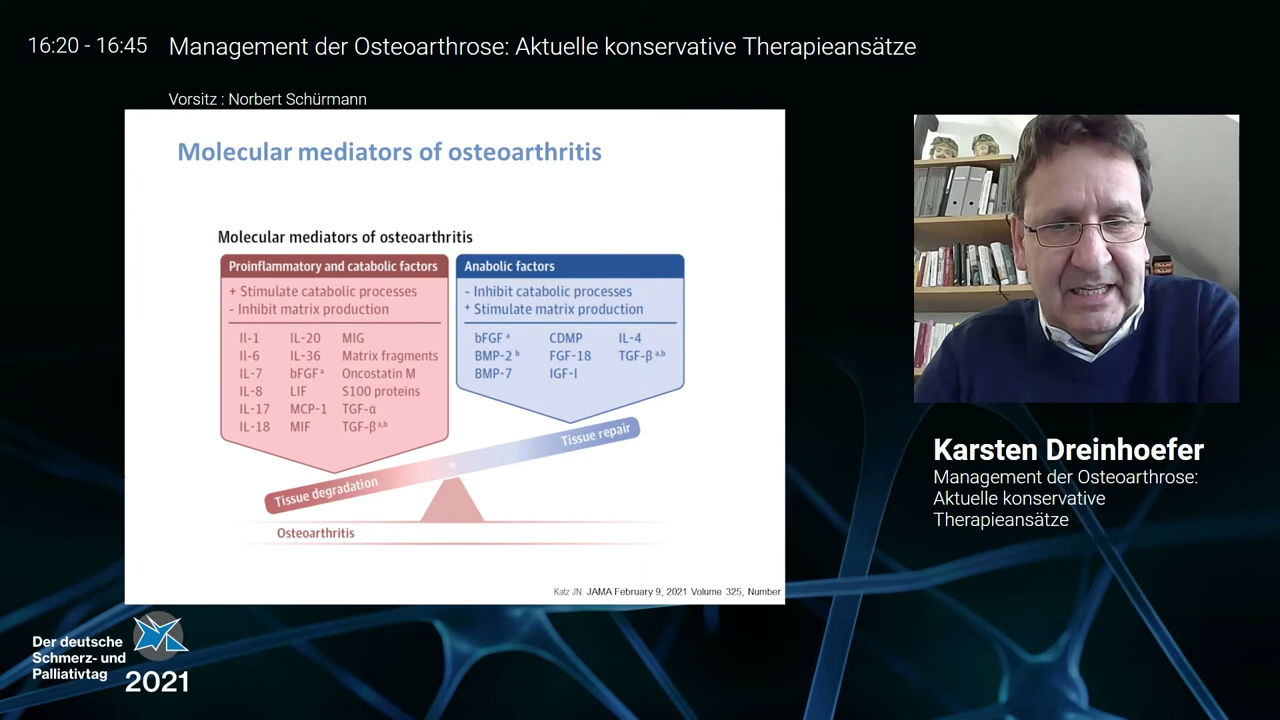 16:20 - 16:45 Management der Osteoarthrose: Aktuelle konservative Therapieansätze
Vorsitz : Norbert Schürmann
Molecular mediators of osteoarthritis
Molecular mediators of osteoarthritis
Proinflammatory and catabolic factors
+ Stimulate catabolic processes
- Inhibit matrix production
Il-1 IL-20 MIG
Il-6 IL-36 Matrix fragments
IL-7 bFGF a Oncostatin M
IL-8 LIF S100 proteins
IL-17 MCP-1 TGF-α
IL-18 MIF TGF-β a,b
Anabolic factors
- Inhibit catabolic processes
+ Stimulate matrix production
bFGF a CDMP IL-4
BMP-2 b FGF-18 TGF-β a,b
BMP-7 IGF-I
Tissue degradation
Tissue repair
Osteoarthritis
Katz JN. JAMA February 9, 2021 Volume 325, Number
Karsten Dreinhoefer
Management der Osteoarthrose:
Aktuelle konservative
Therapieansätze
Der deutsche
Schmerz- und
Palliativtag
2021